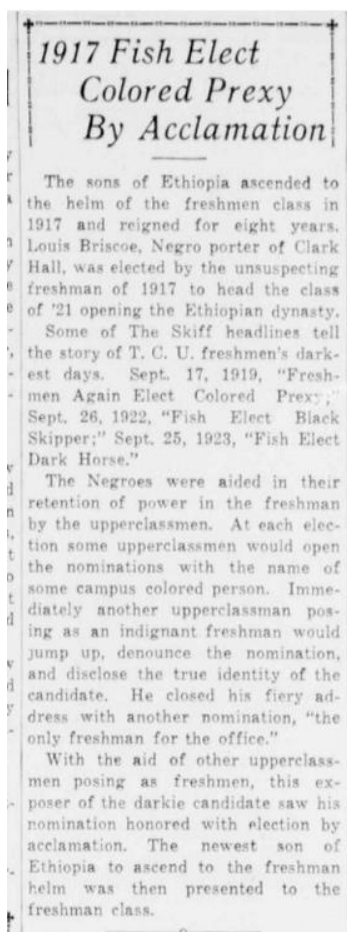 1917 Fish Elect
Colored Prexy
By Acclamation
The sons of Ethiopia ascended to
the helm of the freshmen class in
1917 and reigned for eight years.
Louis Briscoe, Negro porter of Clark
Hall, was elected by the unsuspecting
freshman of 1917 to head the class
of '21 opening the Ethiopian dynasty.
Some of The Skiff headlines tell
the story of T. C. U. freshmen's dark-
est days. Sept. 17, 1919, "Fresh-
men Again Elect Colored Prexy;"
Sept. 26, 1922, "Fish Elect Black
Skipper;" Sept. 25, 1923, "Fish Elect
Dark Horse."
The Negroes were aided in their
retention of power in the freshman
by the upperclassmen. At each elec-
tion some upperclassmen would open
the nominations with the name of
some campus colored person. Imme-
diately another upperclassman pos-
ing as an indignant freshman would
jump up, denounce the nomination,
and disclose the true identity of the
candidate. He closed his fiery ad-
dress with another nomination, "the
only freshman for the office."
With the aid of other upperclass-
men posing as freshmen, this ex-
poser of the darkie candidate saw his
nomination honored with election by
acclamation. The newest son of
Ethiopia to ascend to the freshman
helm was then presented to the
freshman class.